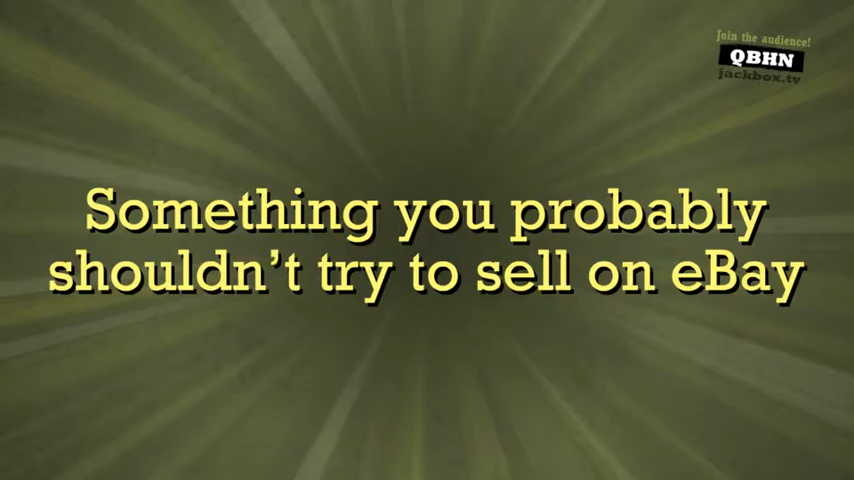 Join the audience!
QBHN
jackbox.tv
Something you probably
shouldn't try to sell on eBay